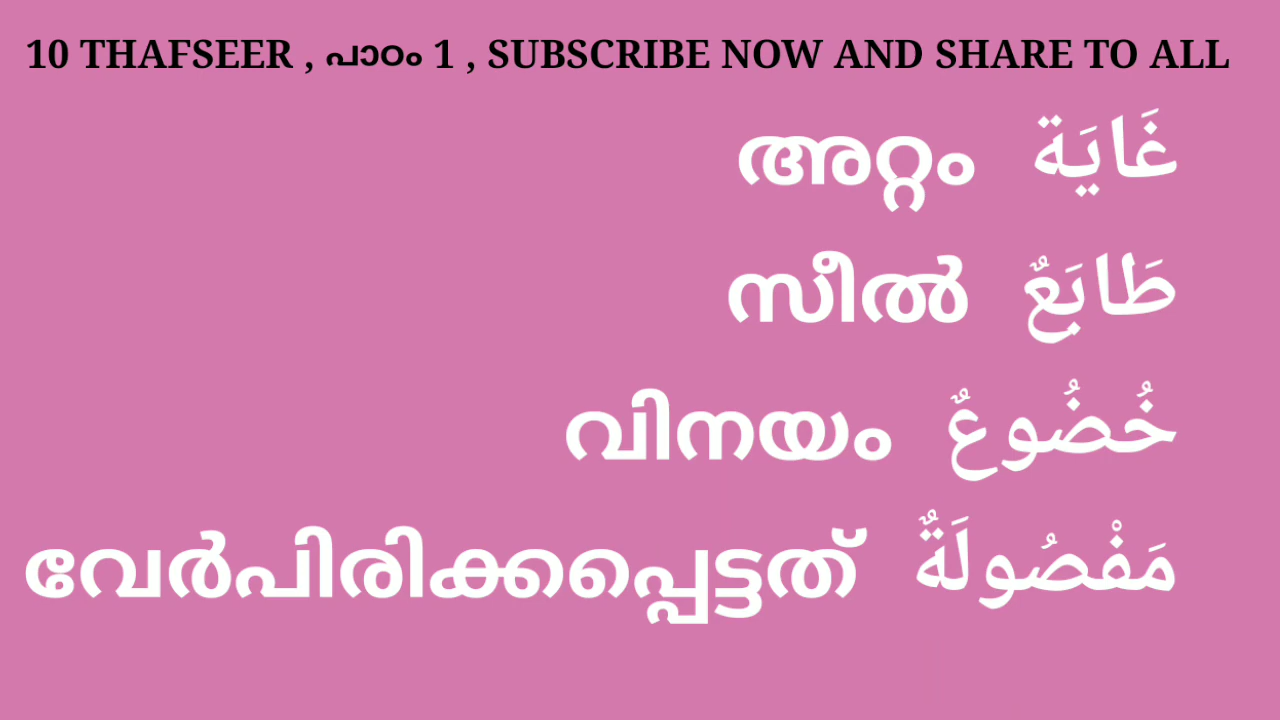 10 THAFSEER , പാഠം 1 , SUBSCRIBE NOW AND SHARE TO ALL
غَايَة അറ്റം
طَابَعٌ സീൽ
خُضُوعٌ വിനയം
مَفْصُولَةٌ വേർപിരിക്കപ്പെട്ടത്